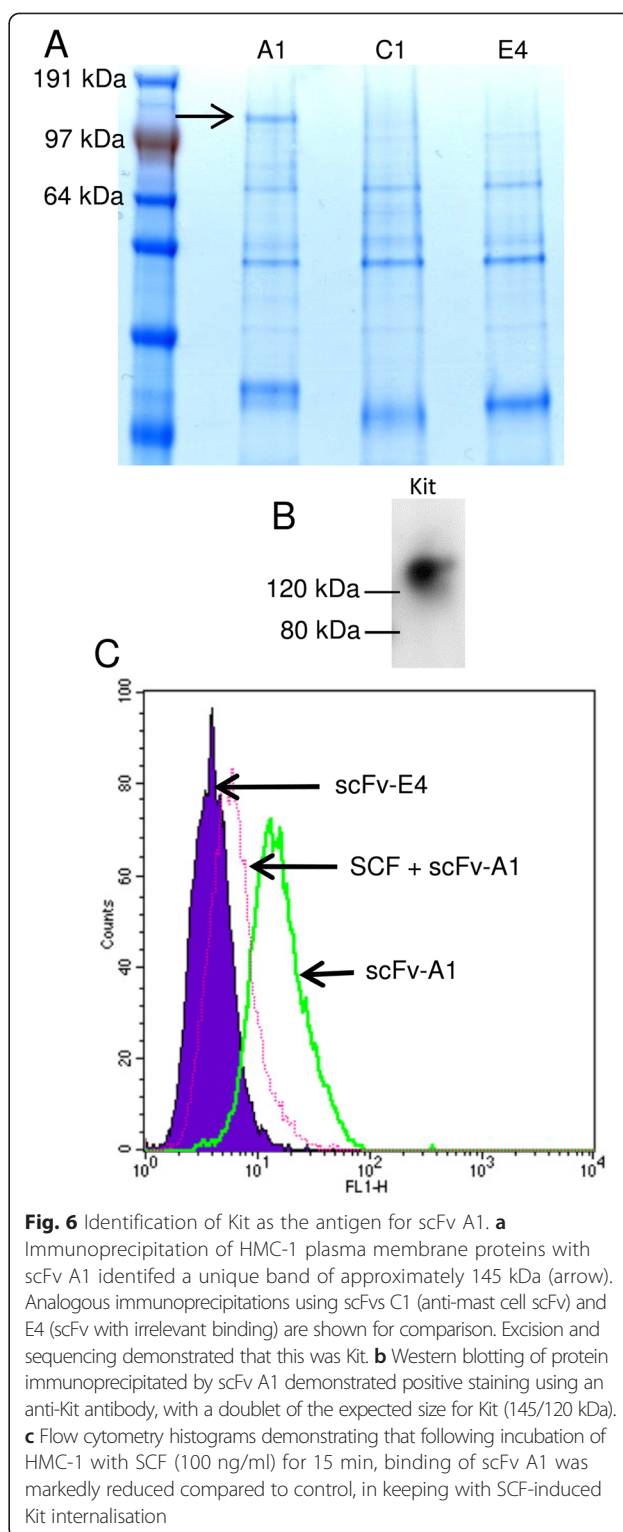 A
A1 C1 E4
191 kDa
97 kDa
64 kDa
Kit
B
120 kDa
80 kDa
C
100
80
60
40
20
0
Counts
scFv-E4
SCF + scFv-A1
scFv-A1
10⁰ 10¹ 10² 10³ 10⁴
FL1-H
Fig. 6 Identification of Kit as the antigen for scFv A1. a
Immunoprecipitation of HMC-1 plasma membrane proteins with
scFv A1 identifed a unique band of approximately 145 kDa (arrow).
Analogous immunoprecipitations using scFvs C1 (anti-mast cell scFv) and
E4 (scFv with irrelevant binding) are shown for comparison. Excision and
sequencing demonstrated that this was Kit. b Western blotting of protein
immunoprecipitated by scFv A1 demonstrated positive staining using an
anti-Kit antibody, with a doublet of the expected size for Kit (145/120 kDa).
c Flow cytometry histograms demonstrating that following incubation of
HMC-1 with SCF (100 ng/ml) for 15 min, binding of scFv A1 was
markedly reduced compared to control, in keeping with SCF-induced
Kit internalisation